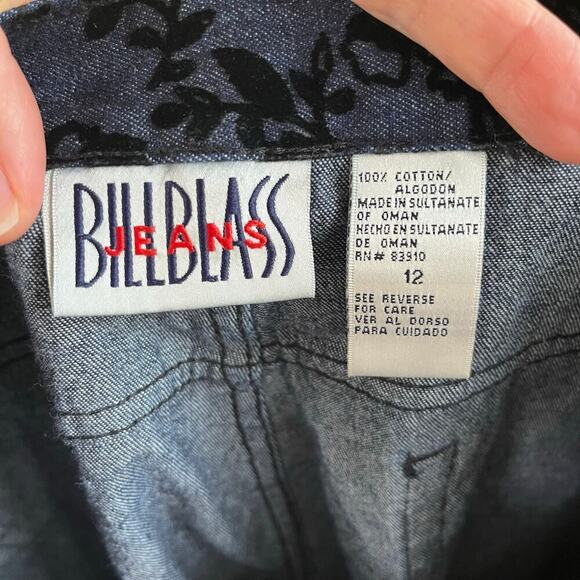 BILLBLASS
JEANS
100% COTTON/
ALGODON
MADE IN SULTANATE
OF OMAN
HECHO EN SULTANATE
DE OMAN
RN# 83910
12
SEE REVERSE
FOR CARE
VER AL DORSO
PARA CUIDADO